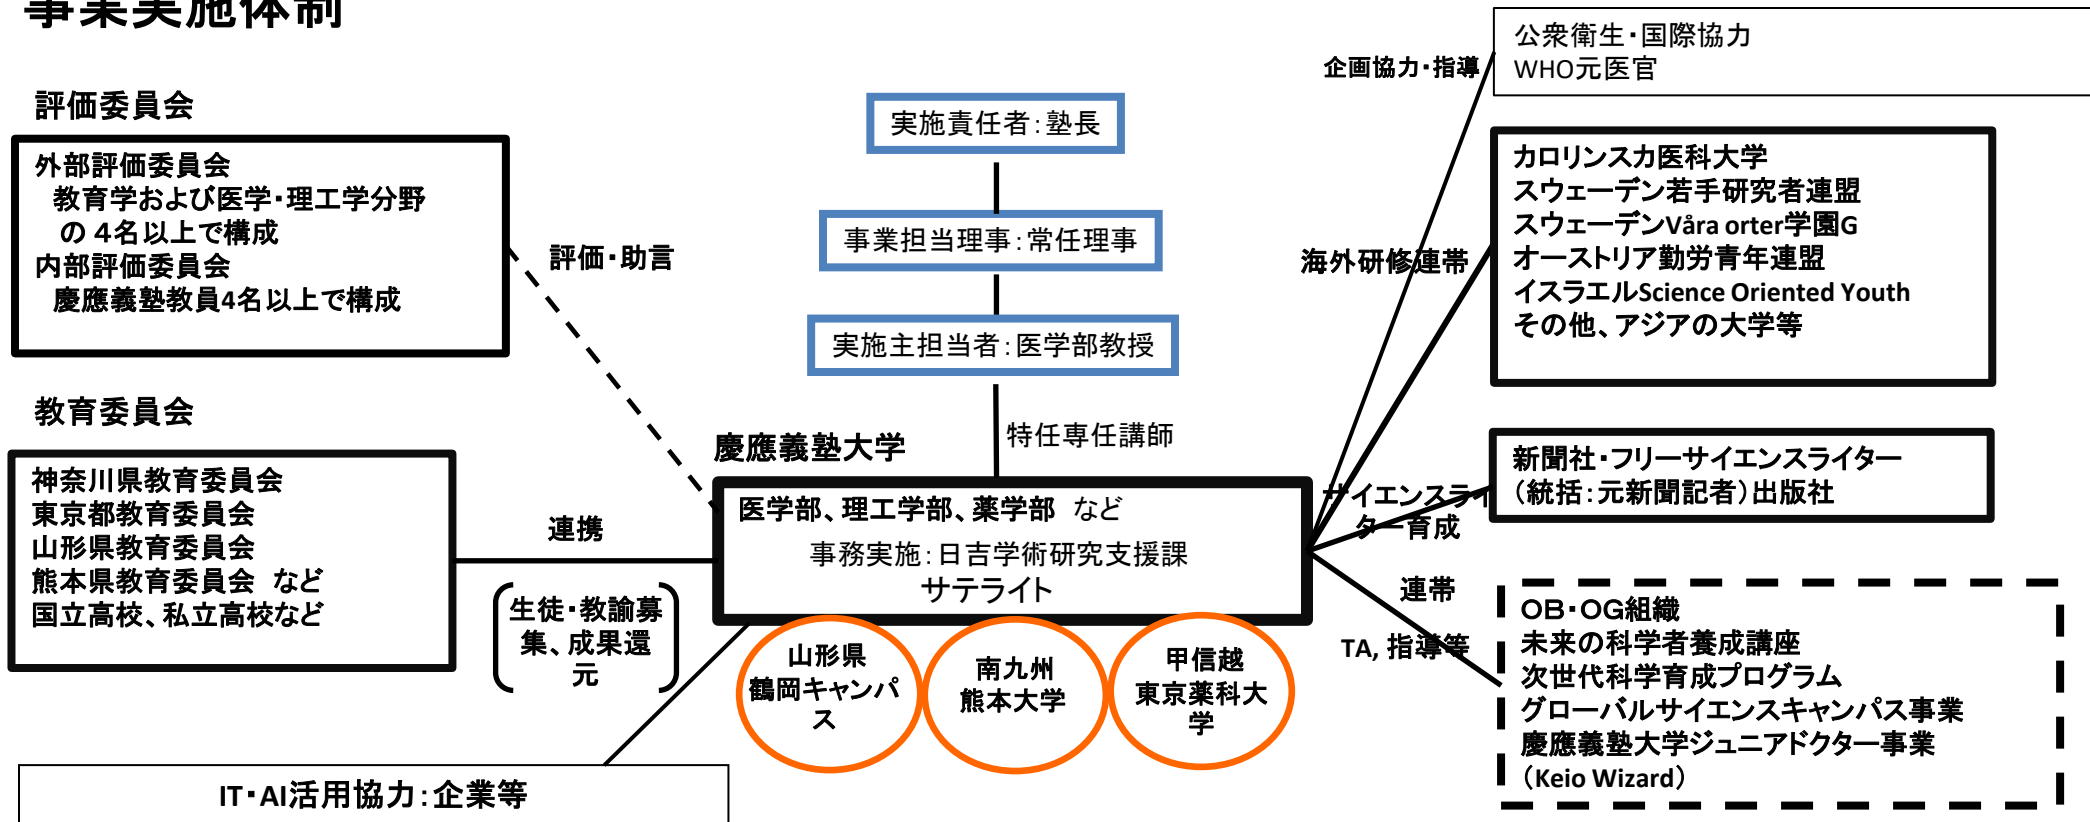 事業実施体制
評価委員会
外部評価委員会
教育学および医学・理工学分野
の４名以上で構成
内部評価委員会
慶應義塾教員4名以上で構成
評価・助言
教育委員会
神奈川県教育委員会
東京都教育委員会
山形県教育委員会
熊本県教育委員会 など
国立高校、私立高校など
連携
生徒・教諭募
集、成果還
元
IT・AI活用協力：企業等
実施責任者：塾長
事業担当理事：常任理事
実施主担当者：医学部教授
特任専任講師
慶應義塾大学
医学部、理工学部、薬学部 など
事務実施：日吉学術研究支援課
サテライト
山形県
鶴岡キャンパ
ス
南九州
熊本大学
甲信越
東京薬科大
学
企画協力・指導
公衆衛生・国際協力
WHO元医官
海外研修連帯
カロリンスカ医科大学
スウェーデン若手研究者連盟
スウェーデンVåra orter学園G
オーストリア勤労青年連盟
イスラエルScience Oriented Youth
その他、アジアの大学等
サイエンスライ
ター育成
新聞社・フリーサイエンスライター
（統括：元新聞記者）出版社
連帯
TA, 指導等
ＯＢ・ＯＧ組織
未来の科学者養成講座
次世代科学育成プログラム
グローバルサイエンスキャンパス事業
慶應義塾大学ジュニアドクター事業
（Keio Wizard）